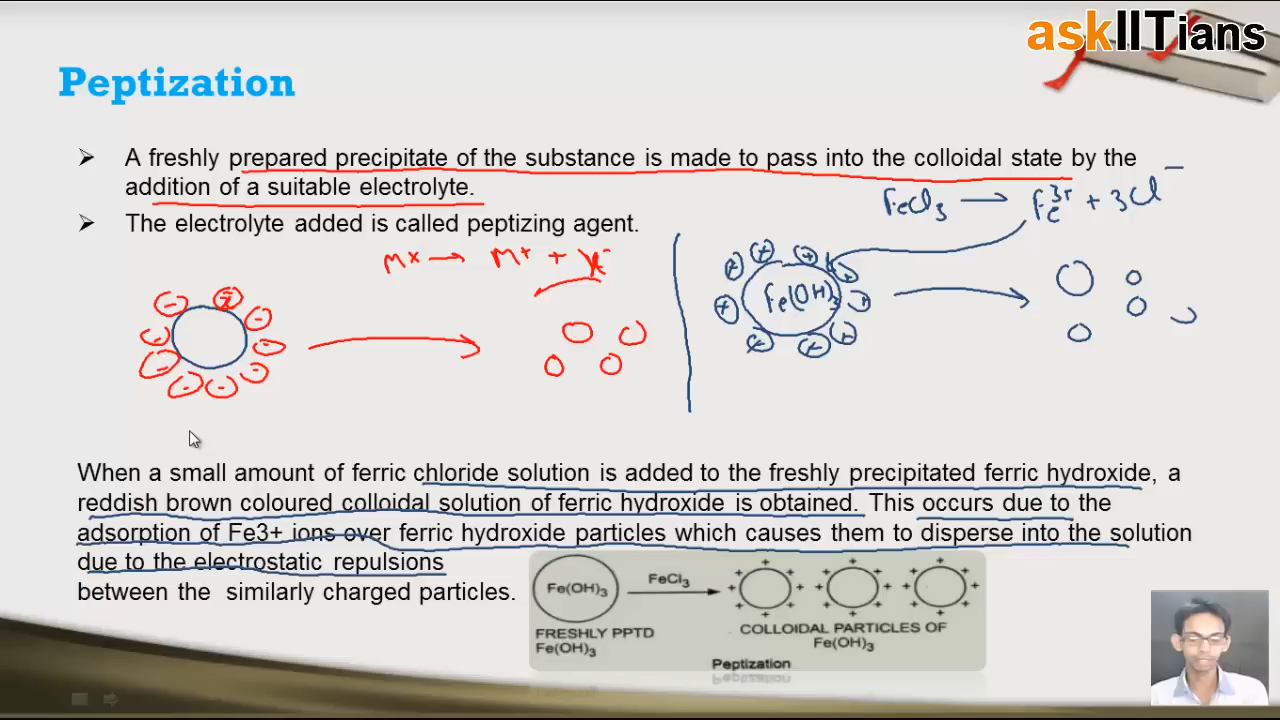 askIITians
Peptization
A freshly prepared precipitate of the substance is made to pass into the colloidal state by the
addition of a suitable electrolyte.
The electrolyte added is called peptizing agent.
FeCl3 → Fe3+ + 3Cl-
MX → M+ + X-
Fe(OH)3
When a small amount of ferric chloride solution is added to the freshly precipitated ferric hydroxide, a
reddish brown coloured colloidal solution of ferric hydroxide is obtained. This occurs due to the
adsorption of Fe3+ ions over ferric hydroxide particles which causes them to disperse into the solution
due to the electrostatic repulsions
between the similarly charged particles.
Fe(OH)3
FeCl3
FRESHLY PPTD
Fe(OH)3
COLLOIDAL PARTICLES OF
Fe(OH)3
Peptization